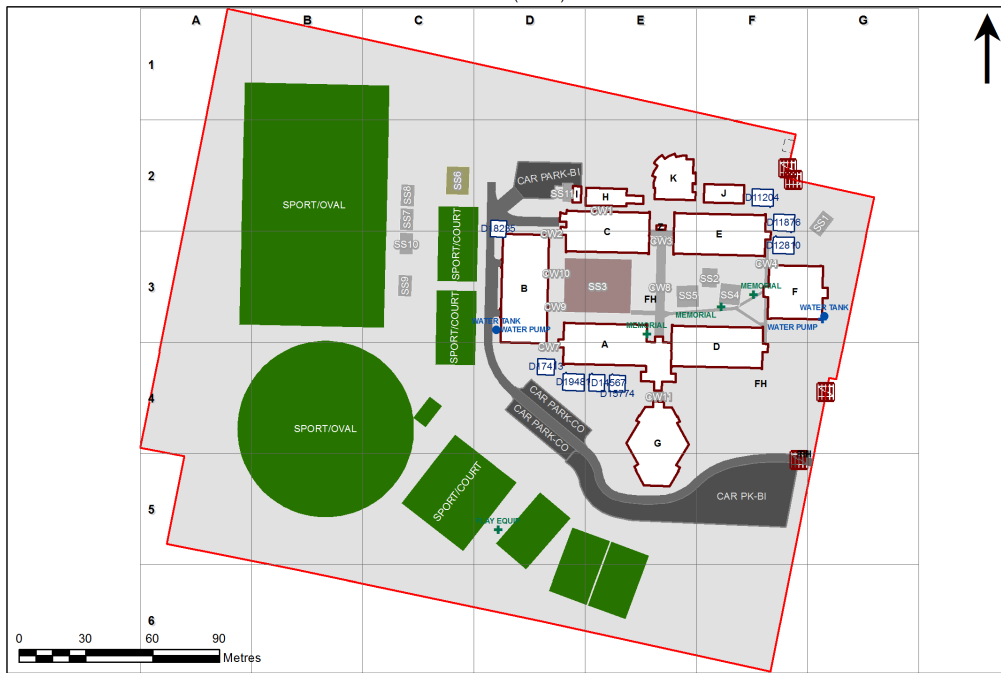 A B C D E F G
1
2
3
4
5
6
SPORT/OVAL
SPORT/OVAL
SPORT/COURT
SPORT/COURT
SPORT/COURT
SS6
SS8
SS7
SS10
SS9
CAR PARK-BI
SS11
I
H
K
J
D11204
CW1
D18235
CW2
C
CW3
E
D11876
D12810
SS11
CW4
B
CW10
SS3
CW8
SS2
MEMORIAL
F
FH
SS5
SS4
CW9
MEMORIAL
WATER TANK
WATER TANK
WATER PUMP
MEMORIAL
WATER PUMP
CW7
A
D
D17413
D19481
D14567
D15774
FH
CW11
CAR PARK-CO
CAR PARK-CO
G
CAR PK-BI
PLAY EQUIP
0 30 60 90
Metres